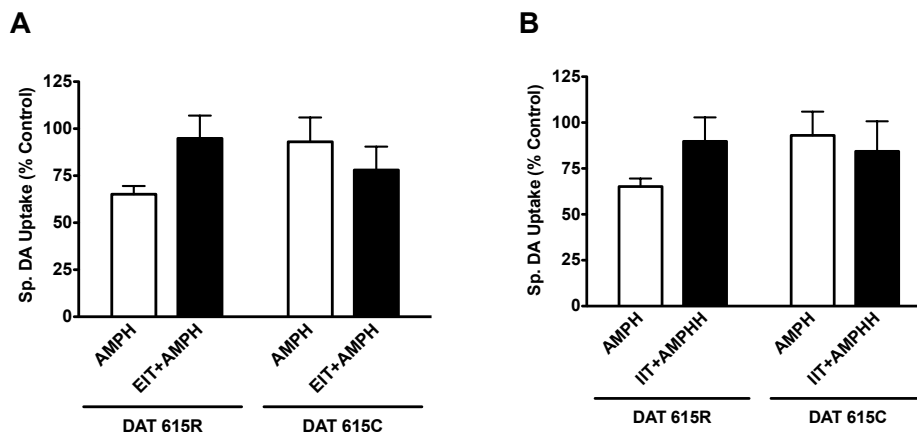 A
Sp. DA Uptake (% Control)
125
100
75
50
25
0
AMPH
EIT+AMPH
AMPH
EIT+AMPH
DAT 615R
DAT 615C
B
Sp. DA Uptake (% Control)
125
100
75
50
25
0
AMPH
IIT+AMPHH
AMPH
IIT+AMPHH
DAT 615R
DAT 615C